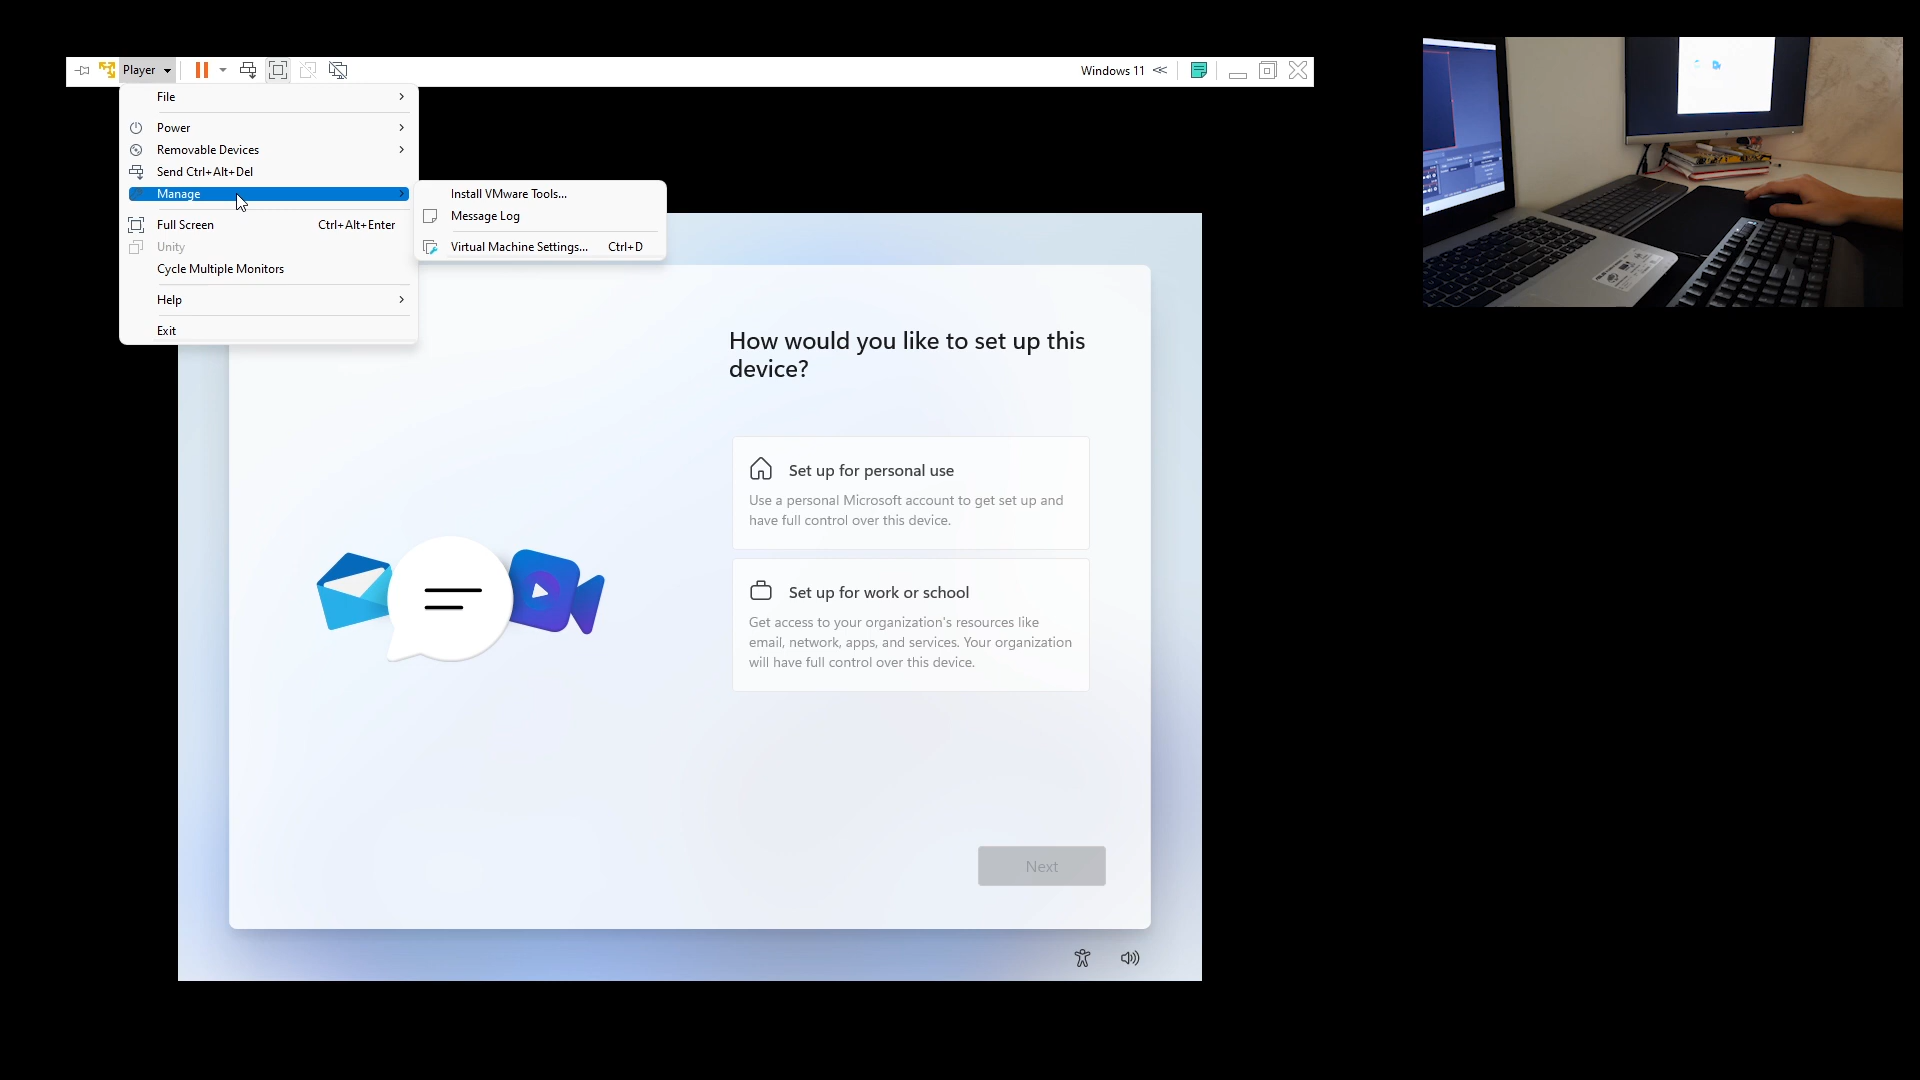 Player
Windows 11
File
Power
Removable Devices
Send Ctrl+Alt+Del
Manage
Full Screen Ctrl+Alt+Enter
Unity
Cycle Multiple Monitors
Help
Exit
Install VMware Tools...
Message Log
Virtual Machine Settings... Ctrl+D
How would you like to set up this
device?
Set up for personal use
Use a personal Microsoft account to get set up and
have full control over this device.
Set up for work or school
Get access to your organization's resources like
email, network, apps, and services. Your organization
will have full control over this device.
Next